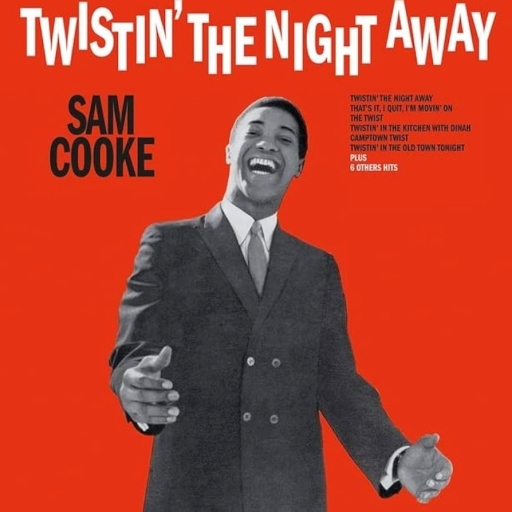 TWISTIN' THE NIGHT AWAY
SAM
COOKE
TWISTIN' THE NIGHT AWAY
THAT'S IT, I QUIT, I'M MOVIN' ON
THE TWIST
TWISTIN' IN THE KITCHEN WITH DINAH
CAMPTOWN TWIST
TWISTIN' IN THE OLD TOWN TONIGHT
PLUS
6 OTHERS HITS